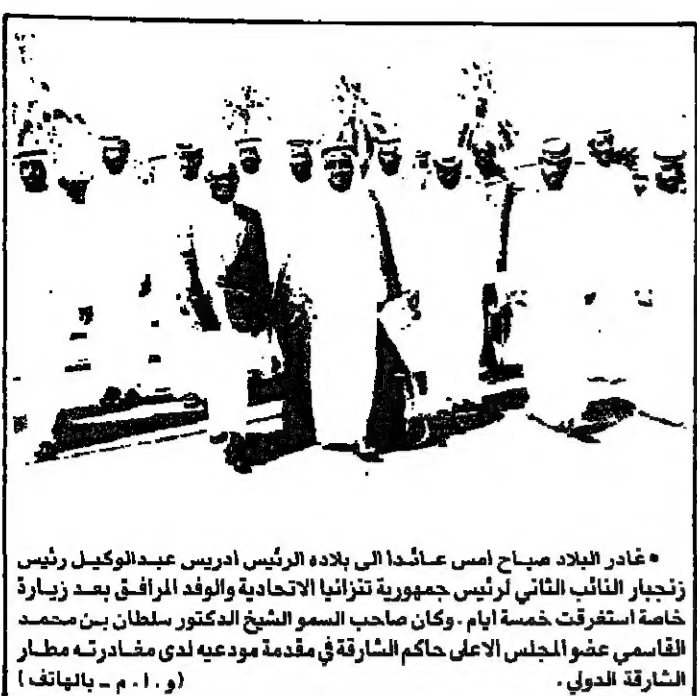 • غادر البلاد صباح امس عائدا الى بلاده الرئيس ادريس عبدالوكيل رئيس
زنجبار النائب الثاني لرئيس جمهورية تنزانيا الاتحادية والوفد المرافق بعد زيارة
خاصة استغرقت خمسة ايام . وكان صاحب السمو الشيخ الدكتور سلطان بن محمد
القاسمي عضو المجلس الاعلى حاكم الشارقة في مقدمة مودعيه لدى مغادرته مطار
الشارقة الدولي . ( و . ا . م ـ بالهاتف )